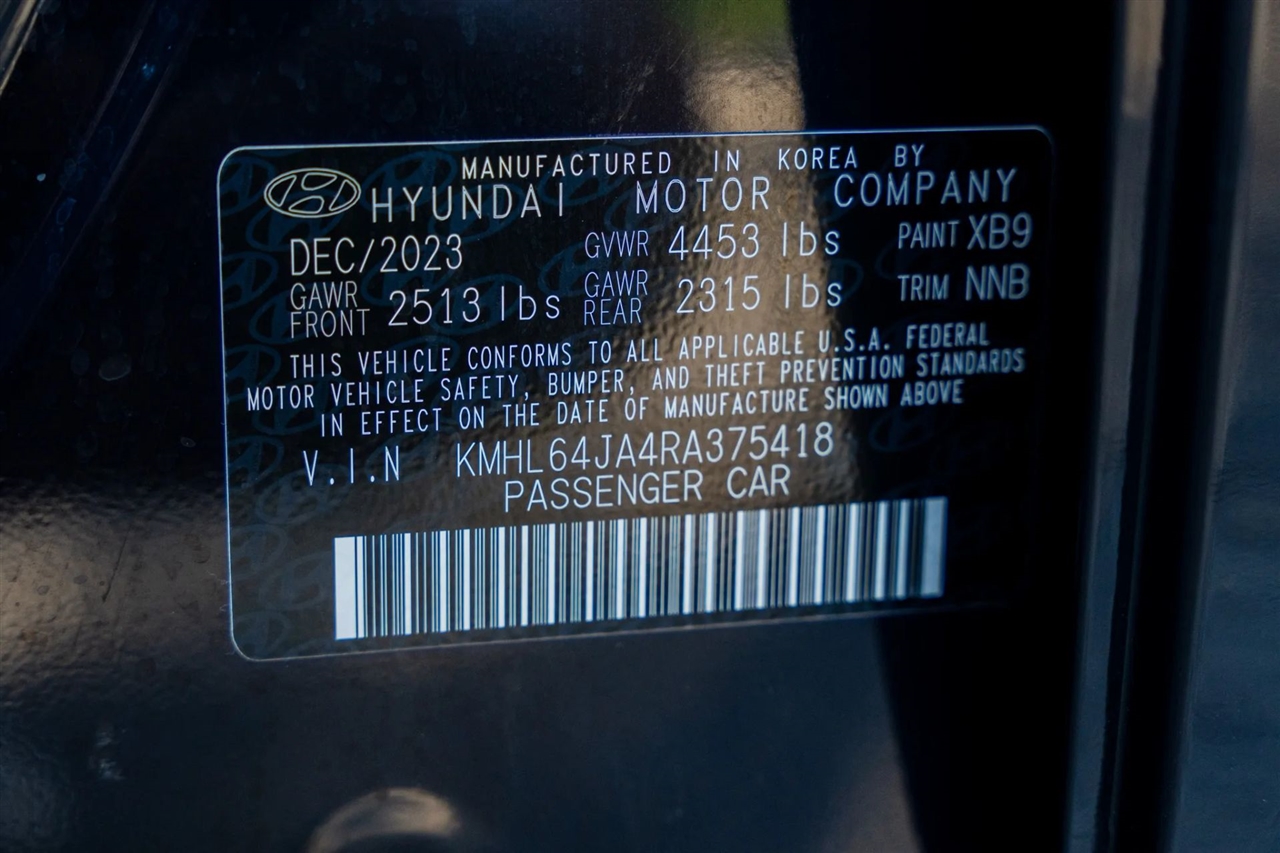 MANUFACTURED IN KOREA BY
HYUNDAI MOTOR COMPANY
DEC/2023 GVWR 4453 lbs PAINT XB9
GAWR FRONT 2513 lbs GAWR REAR 2315 lbs TRIM NNB
THIS VEHICLE CONFORMS TO ALL APPLICABLE U.S.A. FEDERAL
MOTOR VEHICLE SAFETY, BUMPER, AND THEFT PREVENTION STANDARDS
IN EFFECT ON THE DATE OF MANUFACTURE SHOWN ABOVE
V.I.N KMHL64JA4RA375418
PASSENGER CAR